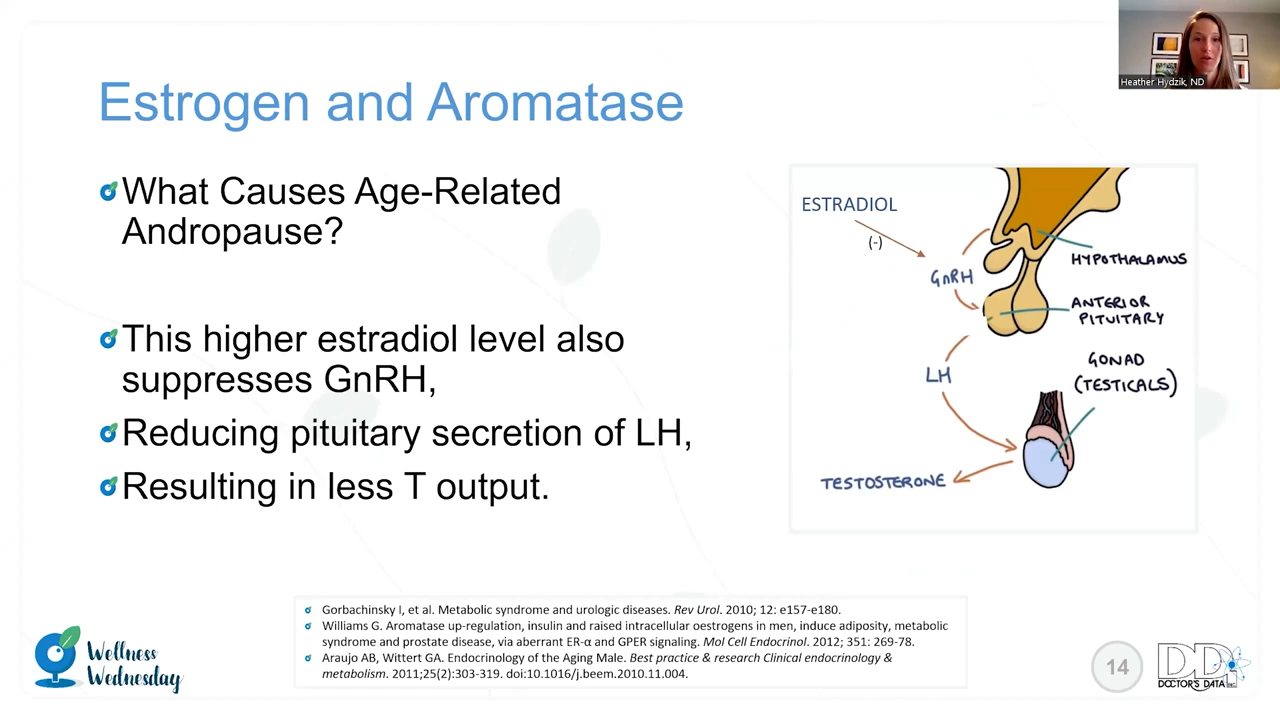 Heather Hydzik, ND
Estrogen and Aromatase
What Causes Age-Related
Andropause?
This higher estradiol level also
suppresses GnRH,
Reducing pituitary secretion of LH,
Resulting in less T output.
ESTRADIOL
(-)
GnRH
HYPOTHALAMUS
ANTERIOR
PITUITARY
LH
GONAD
(TESTICALS)
TESTOSTERONE
Gorbachinsky I, et al. Metabolic syndrome and urologic diseases. Rev Urol. 2010; 12: e157-e180.
Williams G. Aromatase up-regulation, insulin and raised intracellular oestrogens in men, induce adiposity, metabolic
syndrome and prostate disease, via aberrant ER-α and GPER signaling. Mol Cell Endocrinol. 2012; 351: 269-78.
Araujo AB, Wittert GA. Endocrinology of the Aging Male. Best practice & research Clinical endocrinology &
metabolism. 2011;25(2):303-319. doi:10.1016/j.beem.2010.11.004.
Wellness
Wednesday
14
DDI
DOCTOR'S DATA